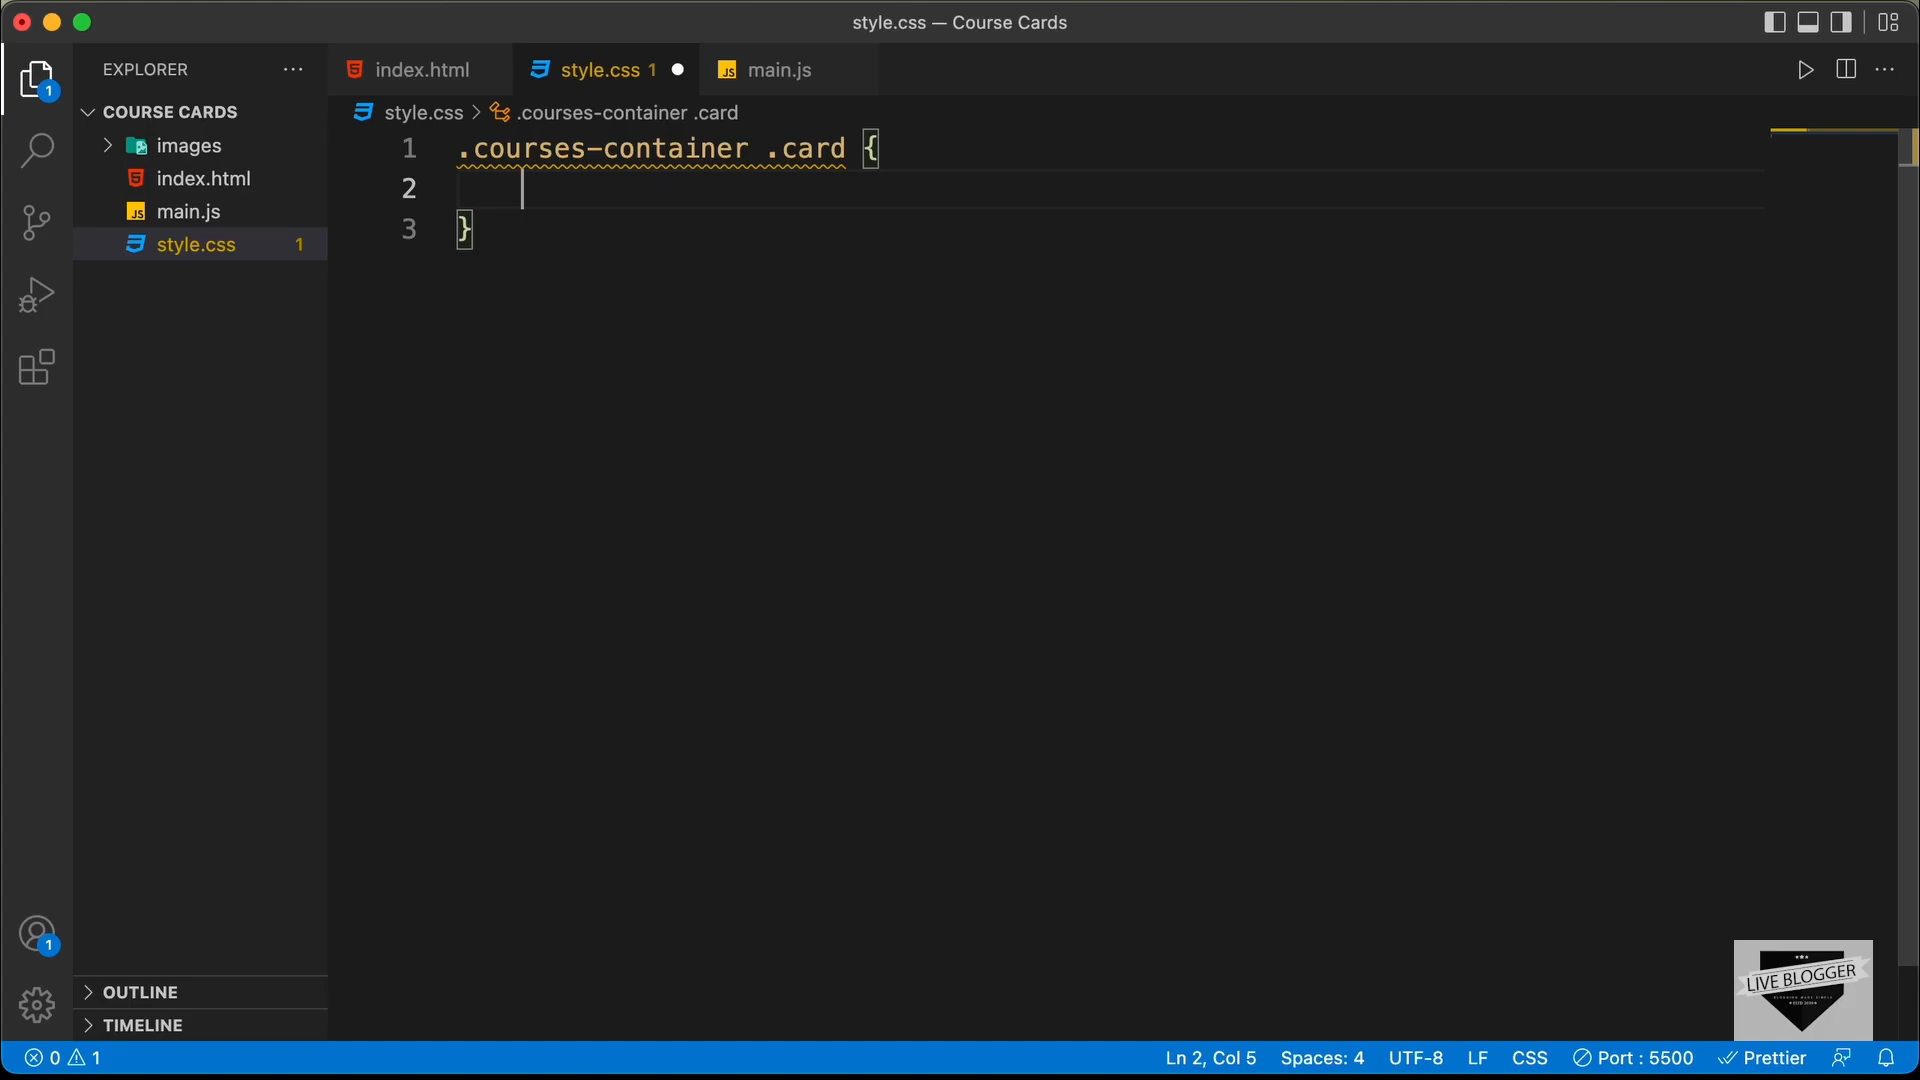 style.css — Course Cards
EXPLORER
index.html
style.css 1
main.js
1
COURSE CARDS
style.css > .courses-container .card
images
index.html
main.js
style.css 1
1 .courses-container .card {
2
3 }
1
OUTLINE
TIMELINE
LIVE BLOGGER
0 1
Ln 2, Col 5
Spaces: 4
UTF-8
LF
CSS
Port : 5500
Prettier